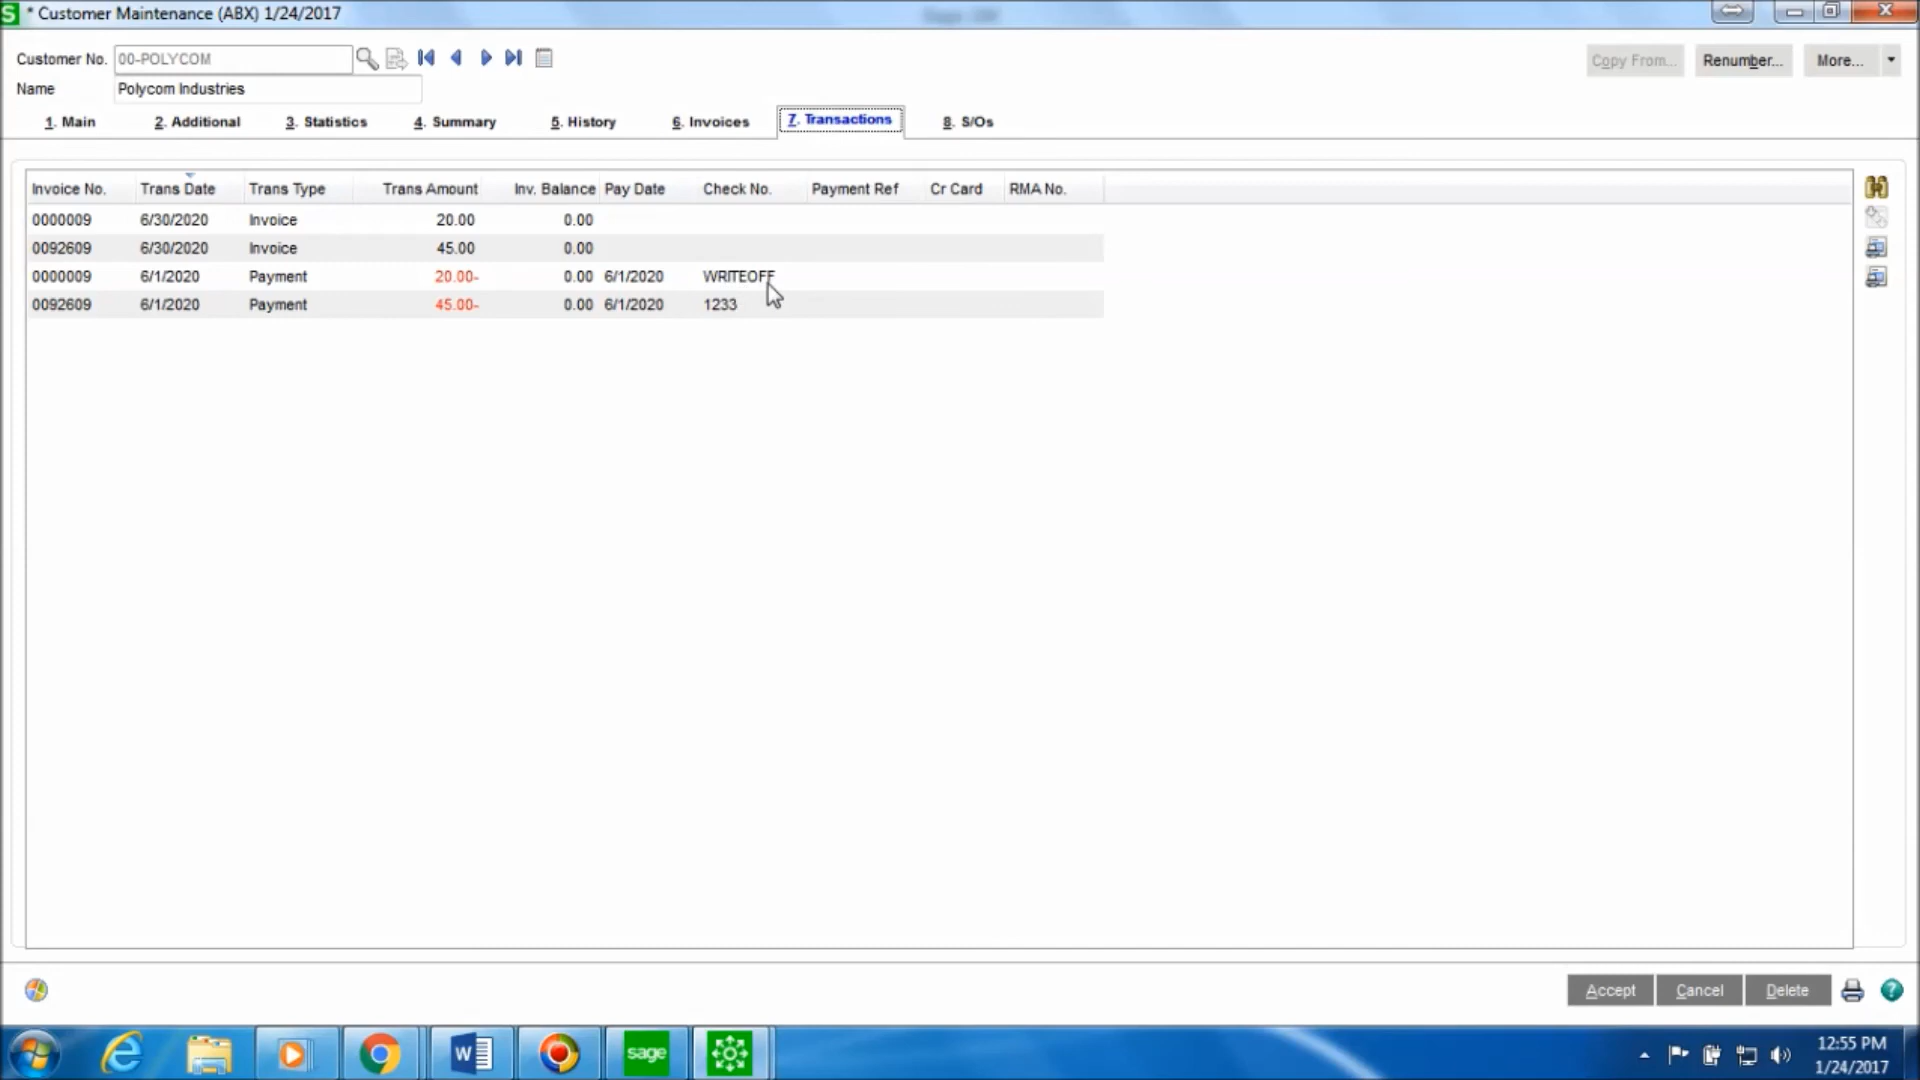 * Customer Maintenance (ABX) 1/24/2017
Customer No. 00-POLYCOM Copy From... Renumber... More...
Name Polycom Industries
1. Main 2. Additional 3. Statistics 4. Summary 5. History 6. Invoices 7. Transactions 8. S/Os
Invoice No. Trans Date Trans Type Trans Amount Inv. Balance Pay Date Check No. Payment Ref Cr Card RMA No.
0000009 6/30/2020 Invoice 20.00 0.00
0092609 6/30/2020 Invoice 45.00 0.00
0000009 6/1/2020 Payment 20.00- 0.00 6/1/2020 WRITEOFF
0092609 6/1/2020 Payment 45.00- 0.00 6/1/2020 1233
Accept Cancel Delete
sage
12:55 PM
1/24/2017